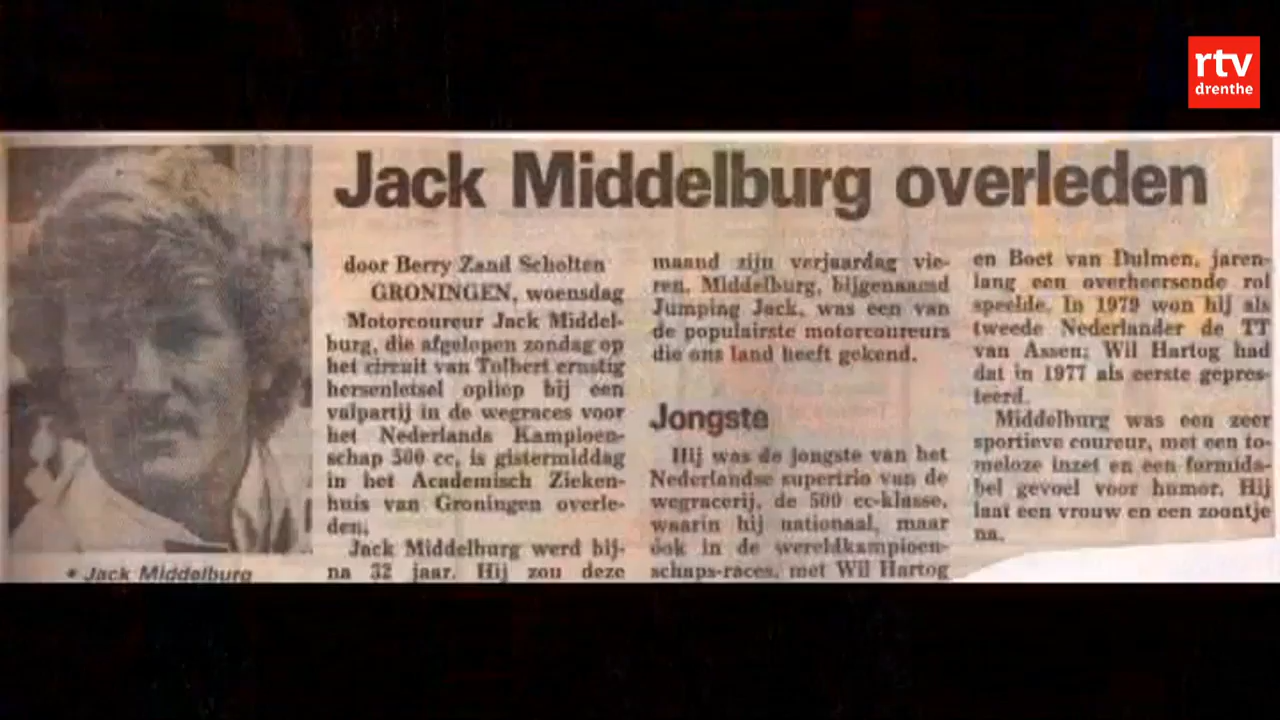 rtv
drenthe
Jack Middelburg overleden
door Berry Zand Scholten
GRONINGEN, woensdag
Motorcoureur Jack Middel-
burg, die afgelopen zondag op
het circuit van Tolbert ernstig
hersenletsel opliep bij een
valpartij in de wegraces voor
het Nederlands Kampioen-
schap 500 cc, is gistermiddag
in het Academisch Zieken-
huis van Groningen overle-
den.
Jack Middelburg werd bij-
na 32 jaar. Hij zou deze
maand zijn verjaardag vie-
ren. Middelburg, bijgenaamd
Jumping Jack, was een van
de populairste motorcoureurs
die ons land heeft gekend.
Jongste
Hij was de jongste van het
Nederlandse supertrio van de
wegracerij, de 500 cc-klasse,
waarin hij nationaal, maar
ook in de wereldkampioen-
schaps-races, met Wil Hartog
en Boet van Dulmen, jaren-
lang een overheersende rol
speelde. In 1979 won hij als
tweede Nederlander de TT
van Assen; Wil Hartog had
dat in 1977 als eerste gepres-
teerd.
Middelburg was een zeer
sportieve coureur, met een to-
meloze inzet en een formida-
bel gevoel voor humor. Hij
laat een vrouw en een zoontje
na.
• Jack Middelburg